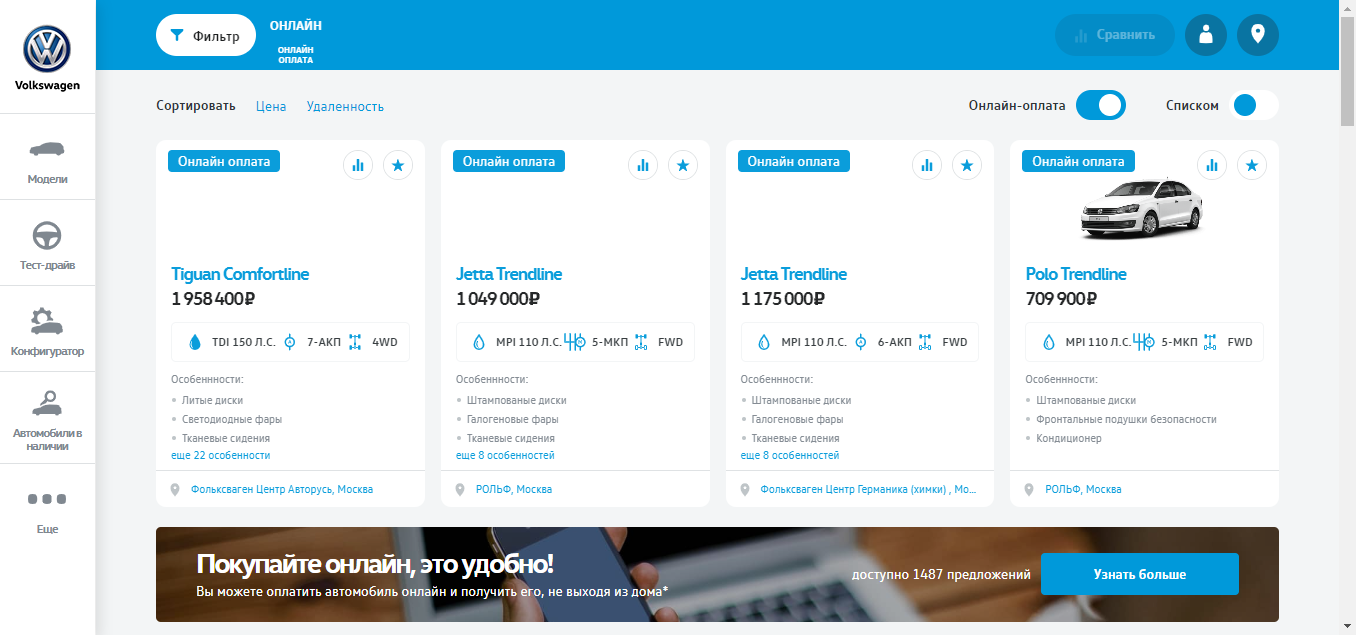 Volkswagen
Модели
Тест-драйв
Конфигуратор
Автомобили в
наличии
Еще
Фильтр
ОНЛАЙН
ОНЛАЙН
ОПЛАТА
Сравнить
Сортировать Цена Удаленность
Онлайн-оплата
Списком
Онлайн оплата
Tiguan Comfortline
1 958 400₽
TDI 150 Л.С. 7-АКП 4WD
Особеннности:
Литые диски
Светодиодные фары
Тканевые сидения
еще 22 особенности
Фольксваген Центр Авторусь, Москва
Онлайн оплата
Jetta Trendline
1 049 000₽
MPI 110 Л.С. 5-МКП FWD
Особеннности:
Штампованые диски
Галогеновые фары
Тканевые сидения
еще 8 особенностей
РОЛЬФ, Москва
Онлайн оплата
Jetta Trendline
1 175 000₽
MPI 110 Л.С. 6-АКП FWD
Особеннности:
Штампованые диски
Галогеновые фары
Тканевые сидения
еще 8 особенностей
Фольксваген Центр Германика (химки) , Мо...
Онлайн оплата
Polo Trendline
709 900₽
MPI 110 Л.С. 5-МКП FWD
Особеннности:
Штампованые диски
Фронтальные подушки безопасности
Кондиционер
РОЛЬФ, Москва
Покупайте онлайн, это удобно!
Вы можете оплатить автомобиль онлайн и получить его, не выходя из дома*
доступно 1487 предложений
Узнать больше